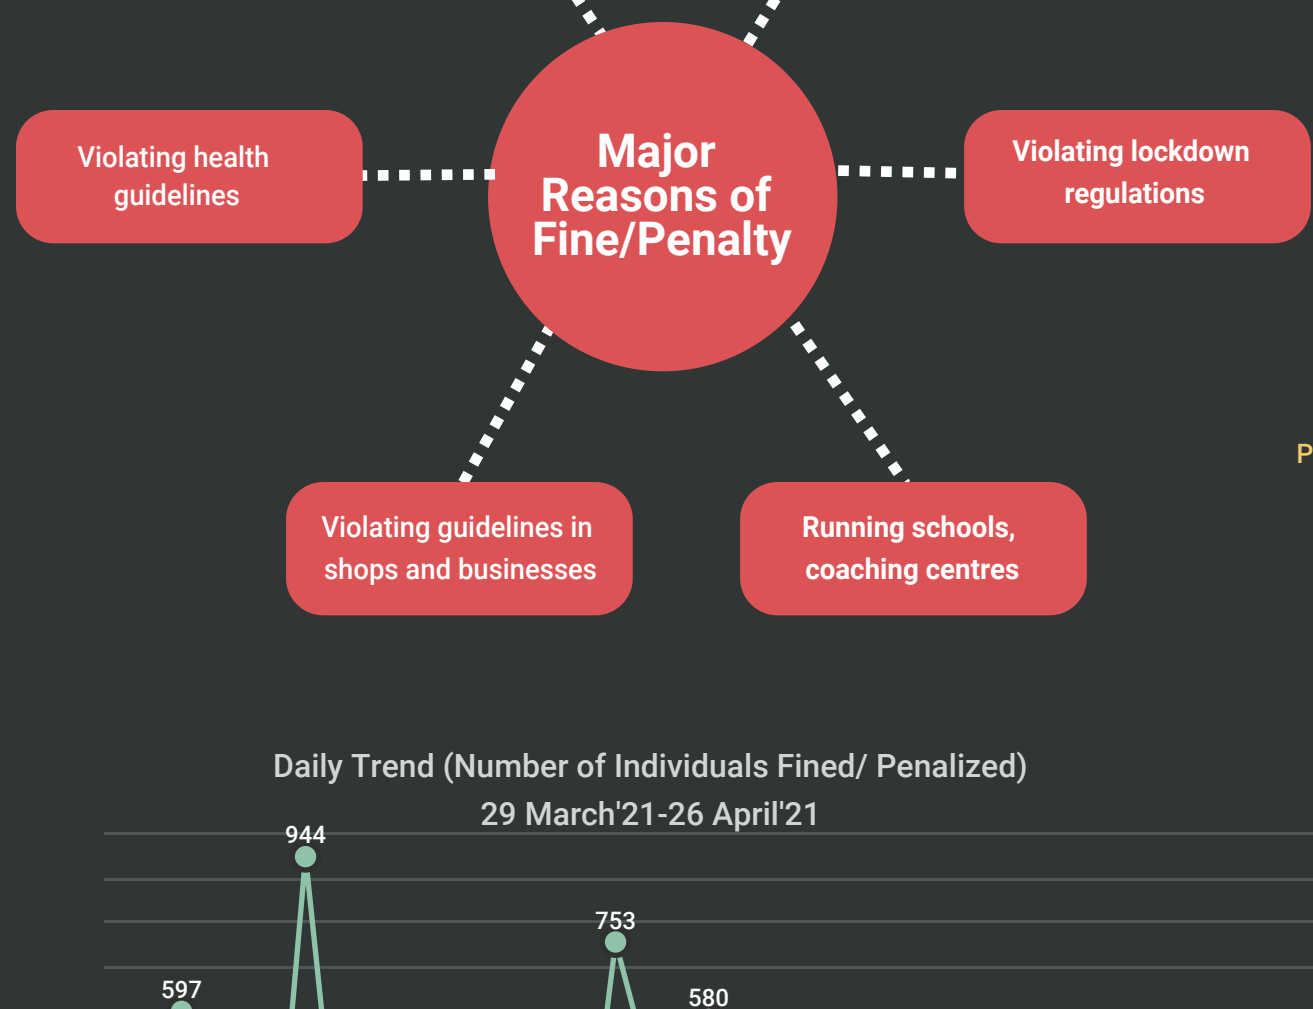 Major
Reasons of
Fine/Penalty
Violating health
guidelines
Violating lockdown
regulations
Violating guidelines in
shops and businesses
Running schools,
coaching centres
P
Daily Trend (Number of Individuals Fined/ Penalized)
29 March'21-26 April'21
944
753
597
580